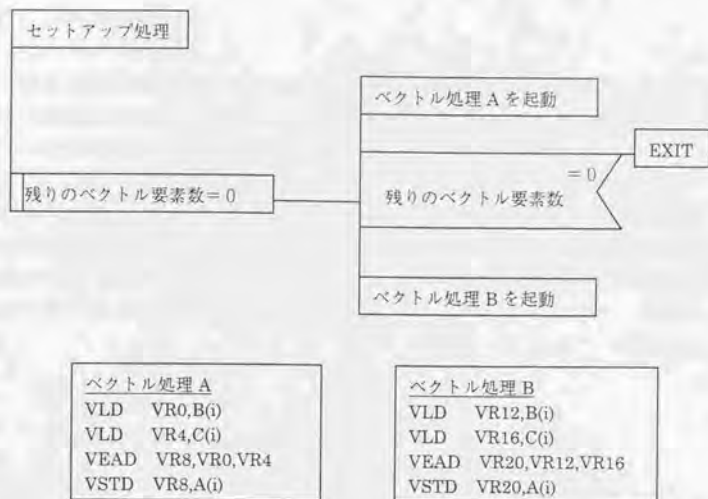 セットアップ処理
ベクトル処理 A を起動
EXIT
= 0
残りのベクトル要素数= 0
残りのベクトル要素数
ベクトル処理 B を起動
ベクトル処理 A
VLD VR0,B(i)
VLD VR4,C(i)
VEAD VR8,VR0,VR4
VSTD VR8,A(i)
ベクトル処理 B
VLD VR12,B(i)
VLD VR16,C(i)
VEAD VR20,VR12,VR16
VSTD VR20,A(i)